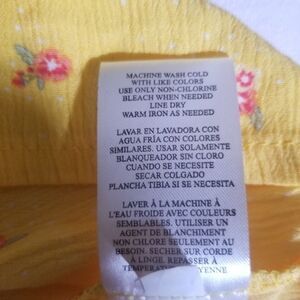 MACHINE WASH COLD
WITH LIKE COLORS
USE ONLY NON-CHLORINE
BLEACH WHEN NEEDED
LINE DRY
WARM IRON AS NEEDED
LAVAR EN LAVADORA CON
AGUA FRÍA CON COLORES
SIMILARES. USAR SOLAMENTE
BLANQUEADOR SIN CLORO
CUANDO SE NECESITE
SECAR COLGADO
PLANCHA TIBIA SI SE NECESITA
LAVER À LA MACHINE À
L'EAU FROIDE AVEC COULEURS
SEMBLABLES. UTILISER UN
AGENT DE BLANCHIMENT
NON CHLORE SEULEMENT AU
BESOIN. SÉCHER SUR CORDE
À LINGE. REPASSER À